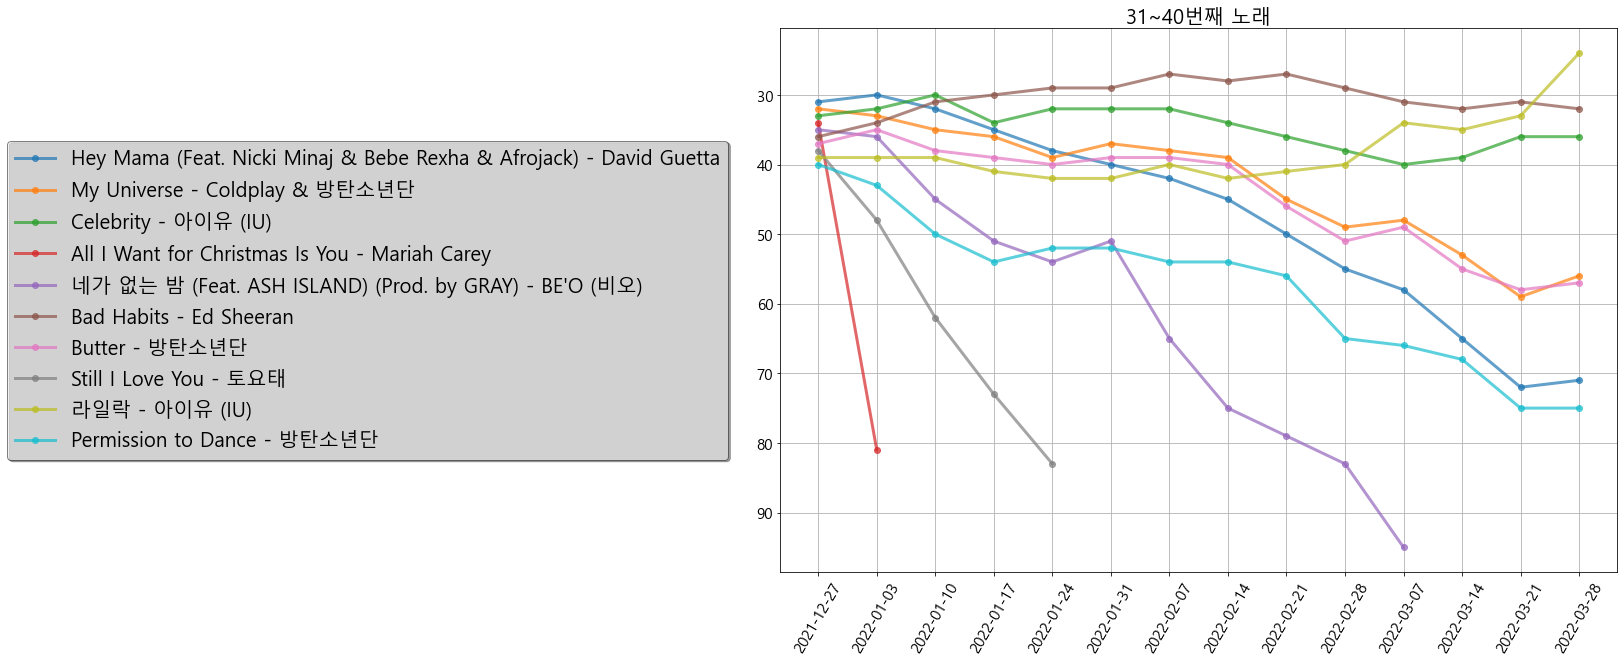 31~40번째 노래
Hey Mama (Feat. Nicki Minaj & Bebe Rexha & Afrojack) - David Guetta
My Universe - Coldplay & 방탄소년단
Celebrity - 아이유 (IU)
All I Want for Christmas Is You - Mariah Carey
네가 없는 밤 (Feat. ASH ISLAND) (Prod. by GRAY) - BE'O (비오)
Bad Habits - Ed Sheeran
Butter - 방탄소년단
Still I Love You - 토요태
라일락 - 아이유 (IU)
Permission to Dance - 방탄소년단
30
40
50
60
70
80
90
2021-12-27
2022-01-03
2022-01-10
2022-01-17
2022-01-24
2022-01-31
2022-02-07
2022-02-14
2022-02-21
2022-02-28
2022-03-07
2022-03-14
2022-03-21
2022-03-28